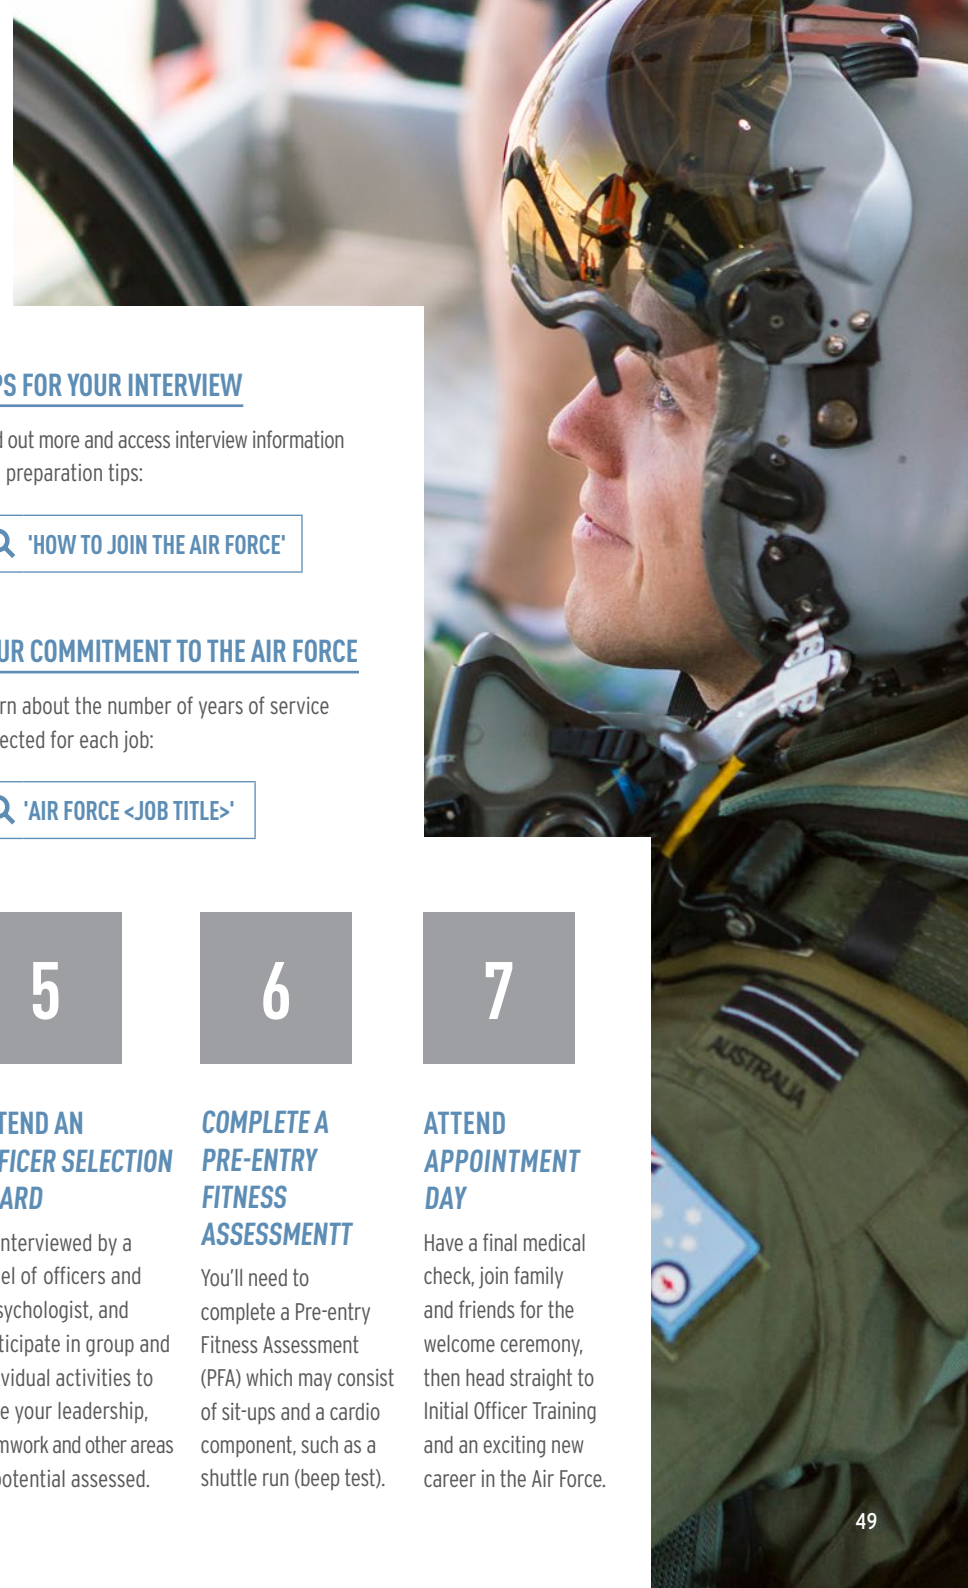 PS FOR YOUR INTERVIEW
d out more and access interview information
preparation tips:
'HOW TO JOIN THE AIR FORCE'
UR COMMITMENT TO THE AIR FORCE
rn about the number of years of service
ected for each job:
'AIR FORCE <JOB TITLE>'
5
TEND AN
FICER SELECTION
ARD
nterviewed by a
el of officers and
sychologist, and
ticipate in group and
vidual activities to
e your leadership,
mwork and other areas
potential assessed.
6
COMPLETE A
PRE-ENTRY
FITNESS
ASSESSMENTT
You'll need to
complete a Pre-entry
Fitness Assessment
(PFA) which may consist
of sit-ups and a cardio
component, such as a
shuttle run (beep test).
7
ATTEND
APPOINTMENT
DAY
Have a final medical
check, join family
and friends for the
welcome ceremony,
then head straight to
Initial Officer Training
and an exciting new
career in the Air Force.
AUSTRALIA
49